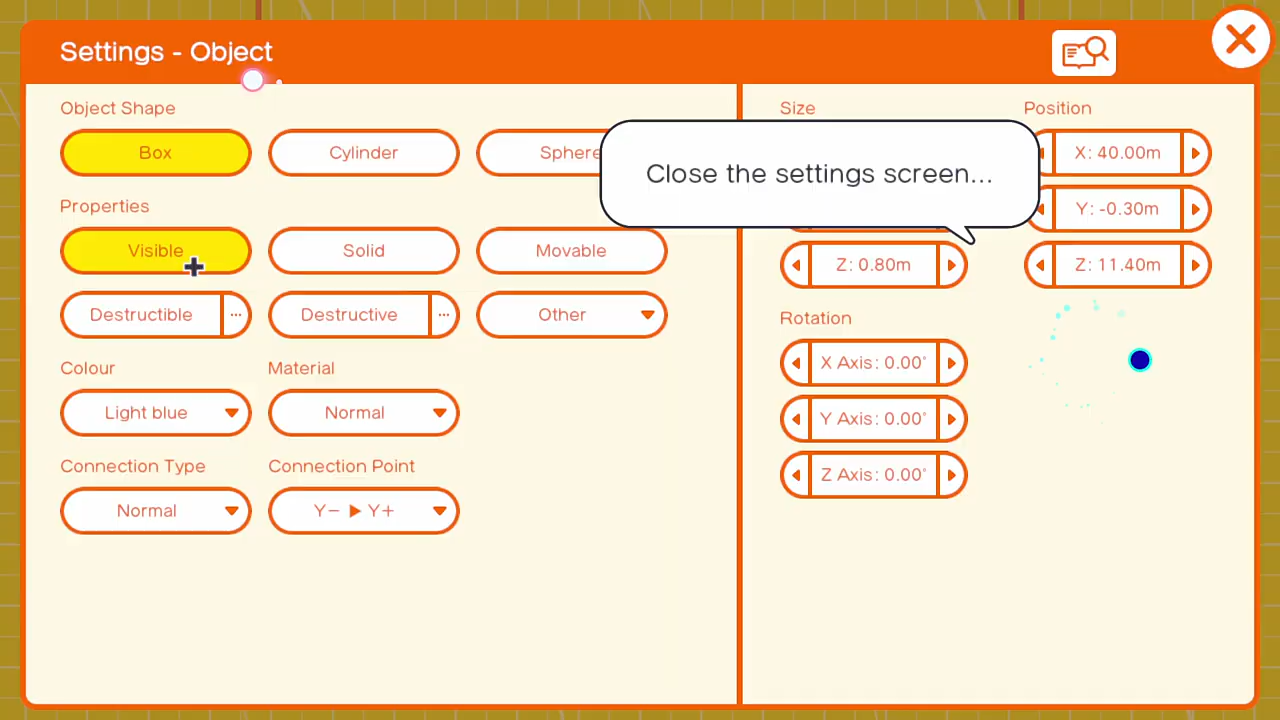 Settings - Object
Object Shape
Box
Cylinder
Sphere
Properties
Visible
Solid
Movable
Destructible
...
Destructive
...
Other
Colour
Material
Light blue
Normal
Connection Type
Connection Point
Normal
Y− ▶ Y+
Size
Position
Close the settings screen...
X: 40.00m
Y: -0.30m
Z: 0.80m
Z: 11.40m
Rotation
X Axis: 0.00°
Y Axis: 0.00°
Z Axis: 0.00°